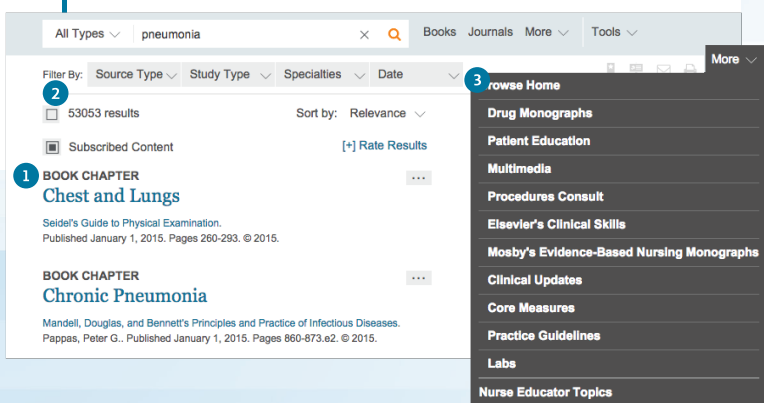 All Types pneumonia × Books Journals More Tools
More
Filter By: Source Type Study Type Specialties Date
2
53053 results Sort by: Relevance
Subscribed Content [+] Rate Results
1
BOOK CHAPTER ...
Chest and Lungs
Seidel's Guide to Physical Examination.
Published January 1, 2015. Pages 260-293. © 2015.
BOOK CHAPTER ...
Chronic Pneumonia
Mandell, Douglas, and Bennett's Principles and Practice of Infectious Diseases.
Pappas, Peter G.. Published January 1, 2015. Pages 860-873.e2. © 2015.
3
rowse Home
Drug Monographs
Patient Education
Multimedia
Procedures Consult
Elsevier's Clinical Skills
Mosby's Evidence-Based Nursing Monographs
Clinical Updates
Core Measures
Practice Guidelines
Labs
Nurse Educator Topics